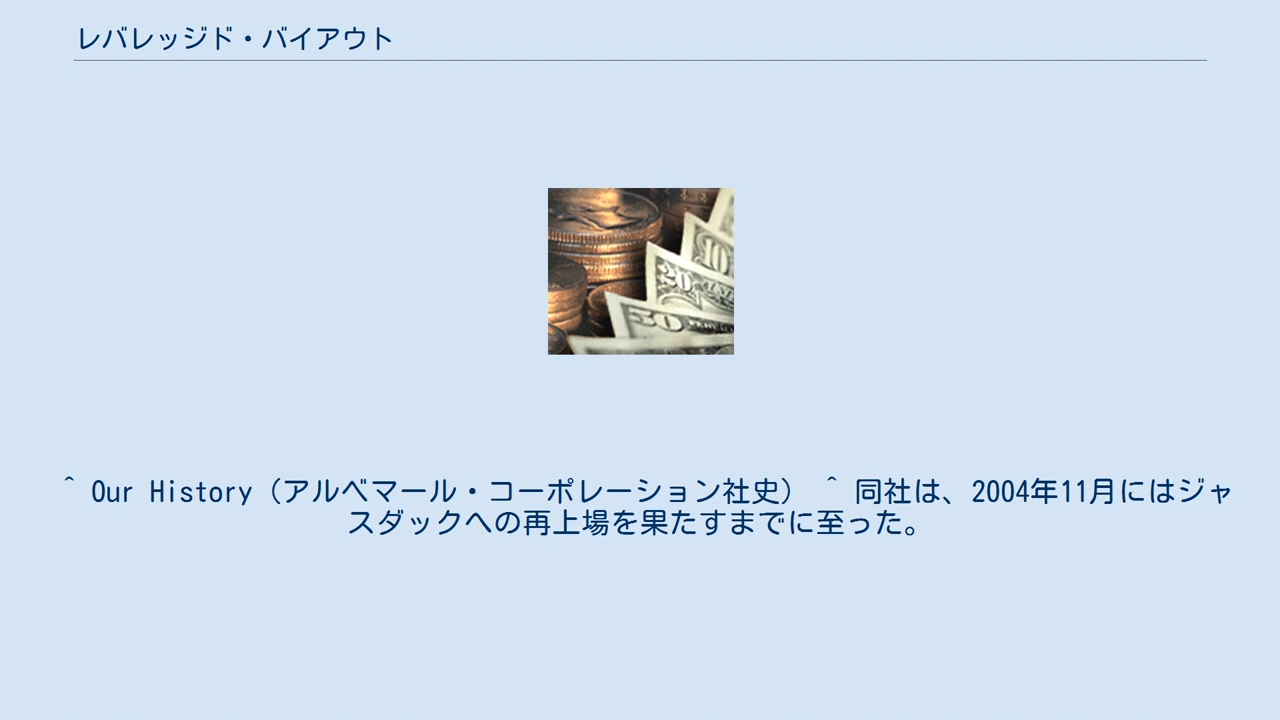 レバレッジド・バイアウト
10
20
50
^ Our History（アルベマール・コーポレーション社史） ^ 同社は、2004年11月にはジャ
スダックへの再上場を果たすまでに至った。